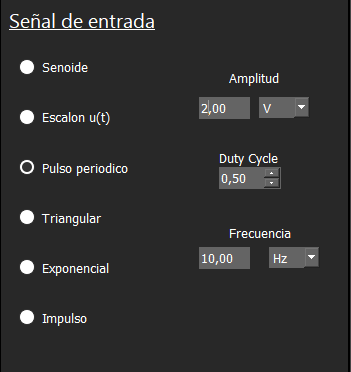 Señal de entrada
Senoide
Amplitud
2,00 V
Escalon u(t)
Duty Cycle
Pulso periodico
0,50
Triangular
Frecuencia
10,00 Hz
Exponencial
Impulso